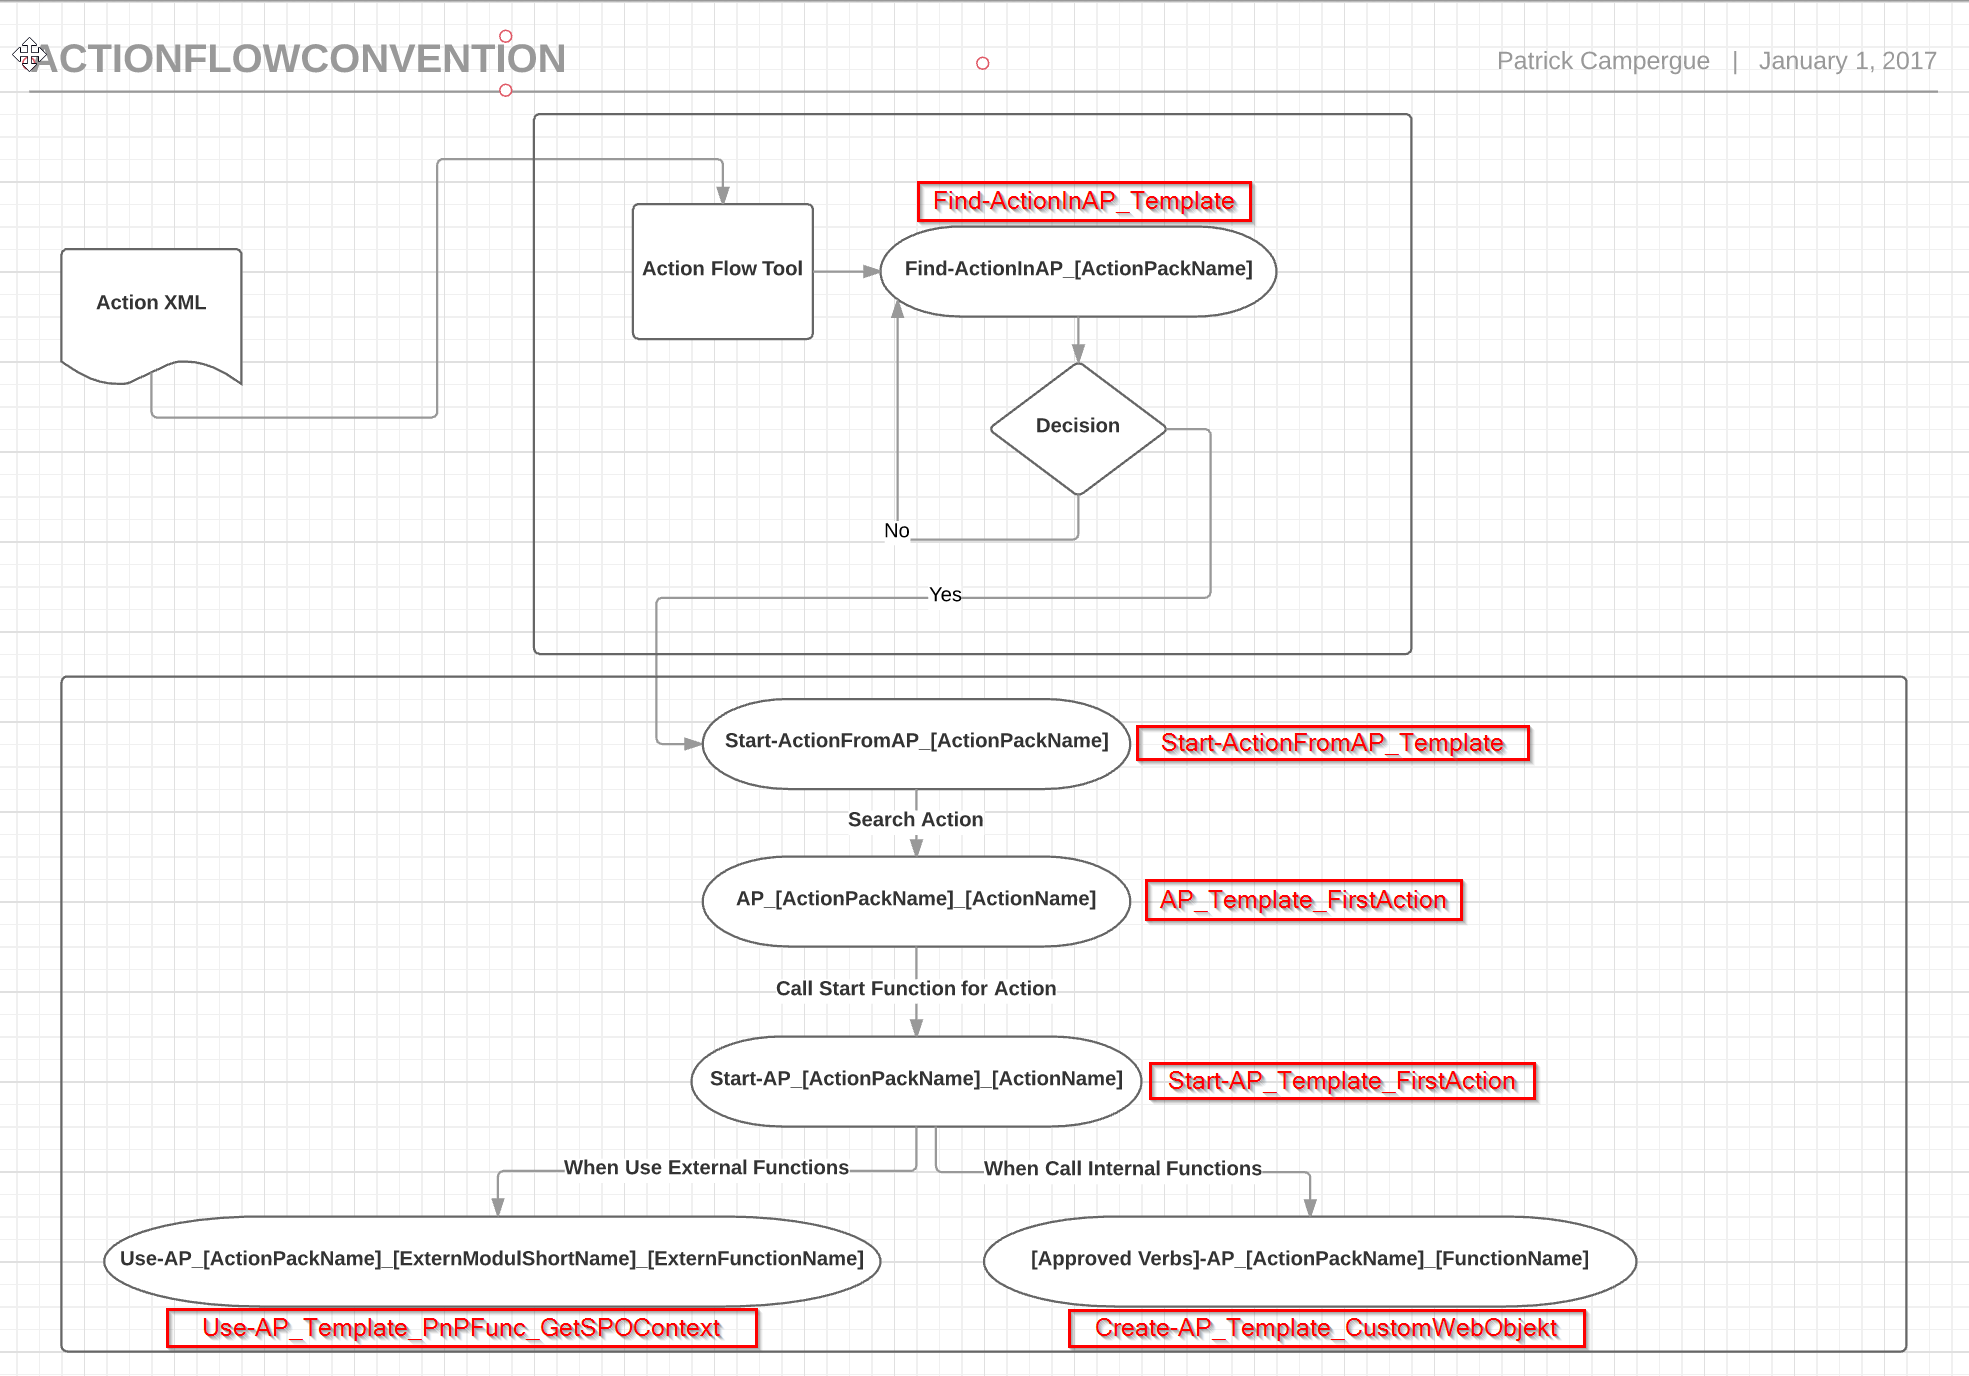 ACTIONFLOWCONVENTION
Patrick Campergue | January 1, 2017
Find-ActionInAP_Template
Action Flow Tool
Find-ActionInAP_[ActionPackName]
Action XML
Decision
No
Yes
Start-ActionFromAP_[ActionPackName]
Start-ActionFromAP_Template
Search Action
AP_[ActionPackName]_[ActionName]
AP_Template_FirstAction
Call Start Function for Action
Start-AP_[ActionPackName]_[ActionName]
Start-AP_Template_FirstAction
When Use External Functions
When Call Internal Functions
Use-AP_[ActionPackName]_[ExternModulShortName]_[ExternFunctionName]
[Approved Verbs]-AP_[ActionPackName]_[FunctionName]
Use-AP_Template_PnPFunc_GetSPOContext
Create-AP_Template_CustomWebObjekt